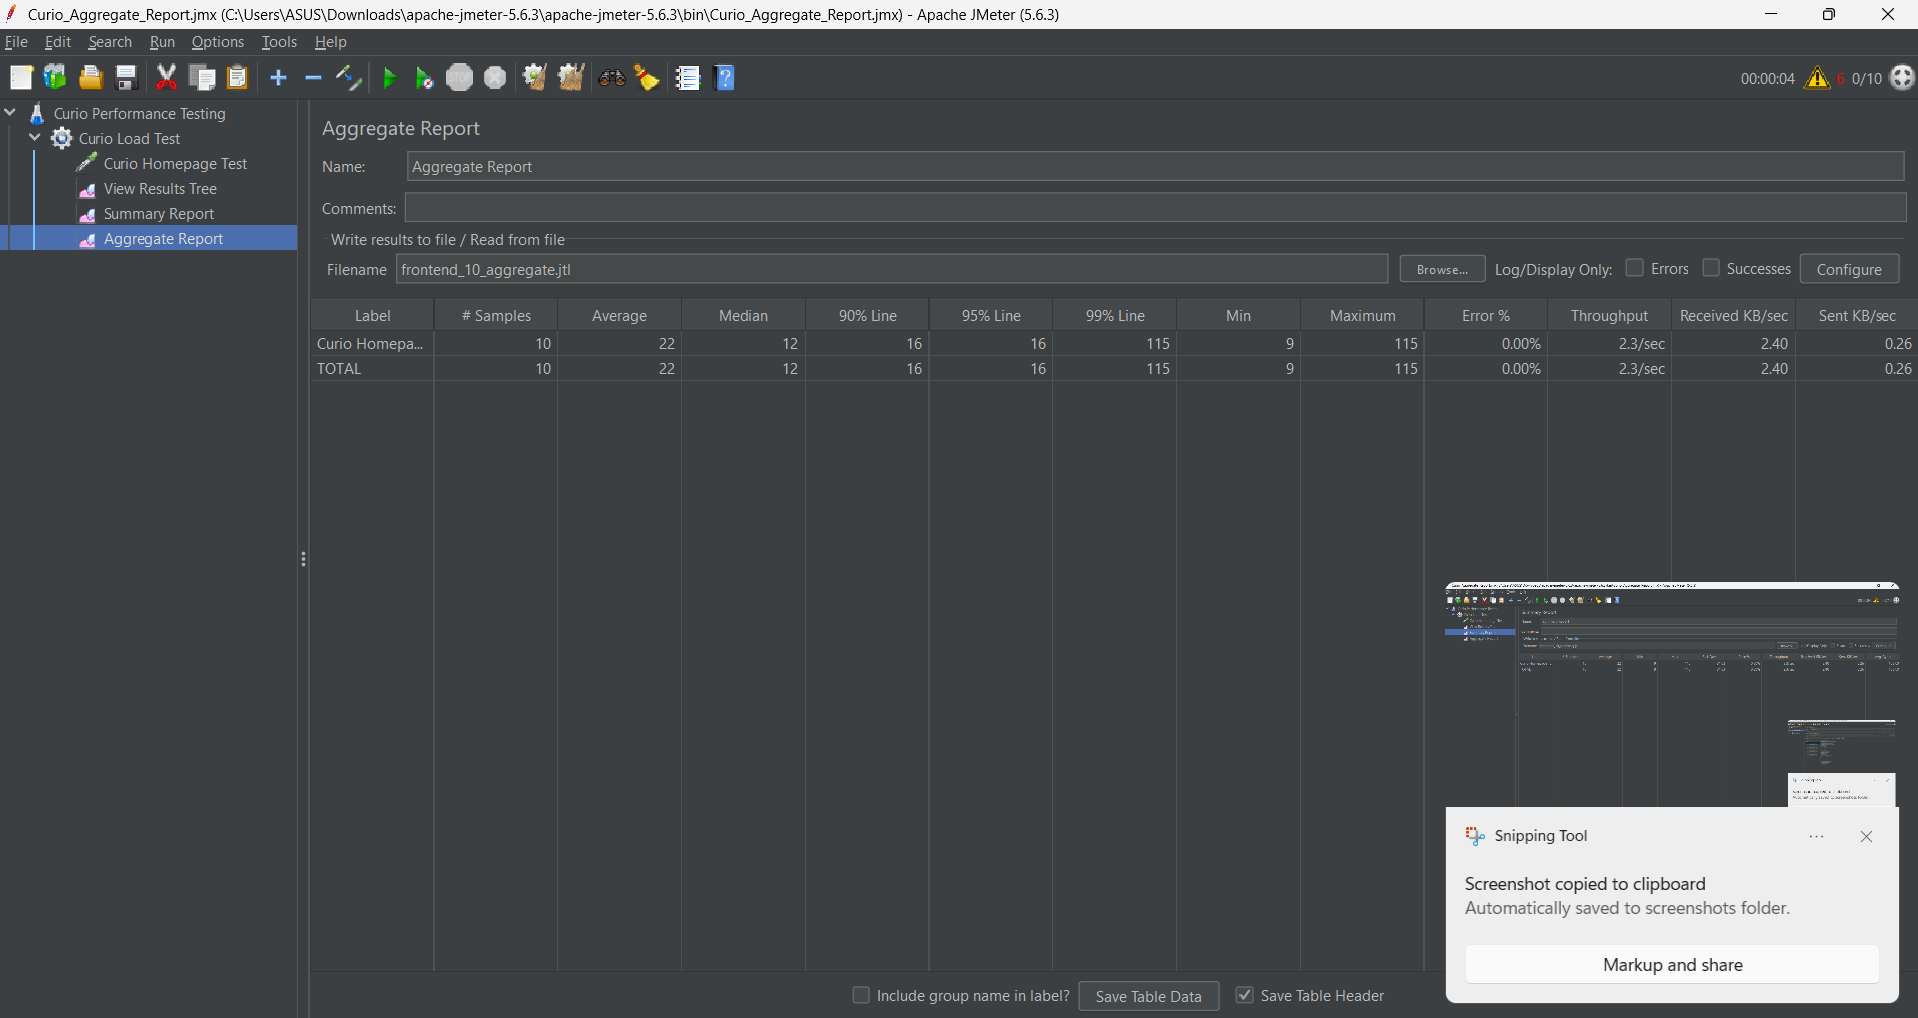 Curio_Aggregate_Report.jmx (C:\Users\ASUS\Downloads\apache-jmeter-5.6.3\apache-jmeter-5.6.3\bin\Curio_Aggregate_Report.jmx) - Apache JMeter (5.6.3)
File Edit Search Run Options Tools Help
STOP 00:00:04 6 0/10
Curio Performance Testing
Curio Load Test
Curio Homepage Test
View Results Tree
Summary Report
Aggregate Report
Aggregate Report
Name: Aggregate Report
Comments:
Write results to file / Read from file
Filename frontend_10_aggregate.jtl Browse... Log/Display Only: Errors Successes Configure
Label # Samples Average Median 90% Line 95% Line 99% Line Min Maximum Error % Throughput Received KB/sec Sent KB/sec
Curio Homepa... 10 22 12 16 16 115 9 115 0.00% 2.3/sec 2.40 0.26
TOTAL 10 22 12 16 16 115 9 115 0.00% 2.3/sec 2.40 0.26
Snipping Tool
Screenshot copied to clipboard
Automatically saved to screenshots folder.
Markup and share
Include group name in label? Save Table Data Save Table Header